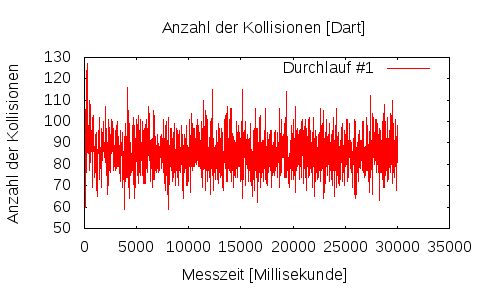 Anzahl der Kollisionen [Dart]
Durchlauf #1
Anzahl der Kollisionen
130
120
110
100
90
80
70
60
50
0 5000 10000 15000 20000 25000 30000 35000
Messzeit [Millisekunde]